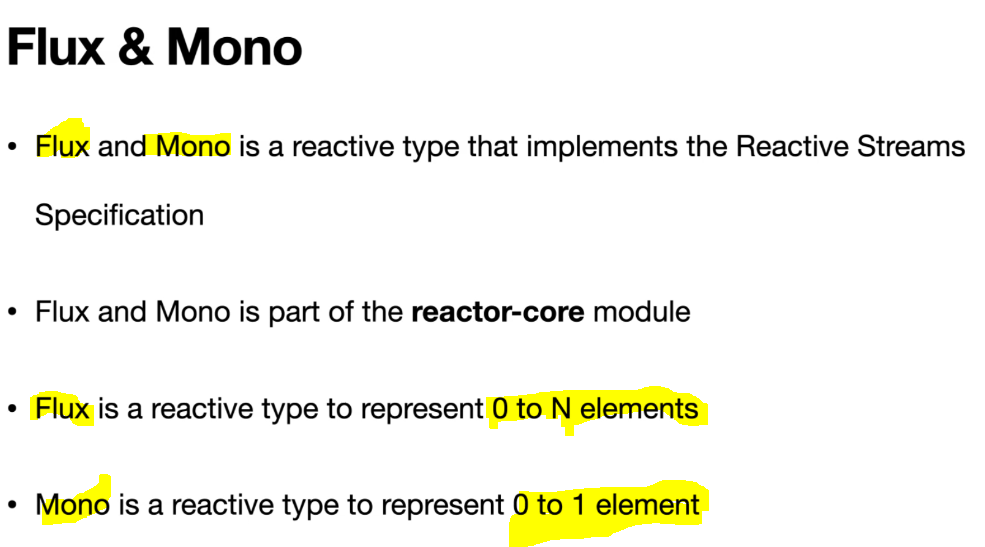 Flux & Mono
• Flux and Mono is a reactive type that implements the Reactive Streams
Specification
• Flux and Mono is part of the reactor-core module
• Flux is a reactive type to represent 0 to N elements
• Mono is a reactive type to represent 0 to 1 element